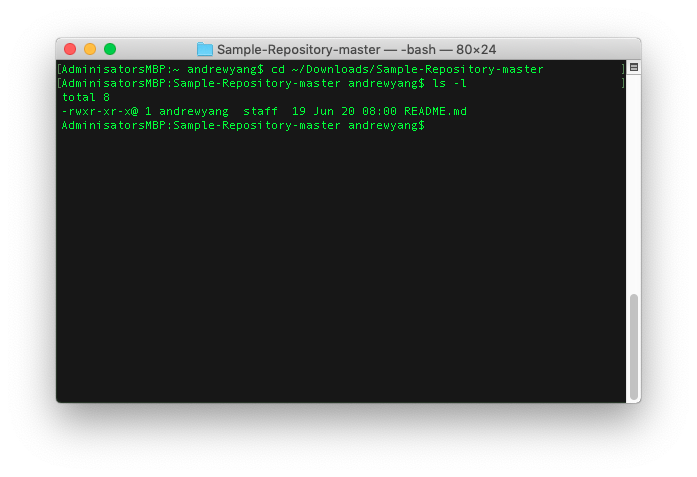 Sample-Repository-master — -bash — 80×24
[AdminisatorsMBP:~ andrewyang$ cd ~/Downloads/Sample-Repository-master ]
[AdminisatorsMBP:Sample-Repository-master andrewyang$ ls -l ]
total 8
-rwxr-xr-x@ 1 andrewyang  staff  19 Jun 20 08:00 README.md
AdminisatorsMBP:Sample-Repository-master andrewyang$